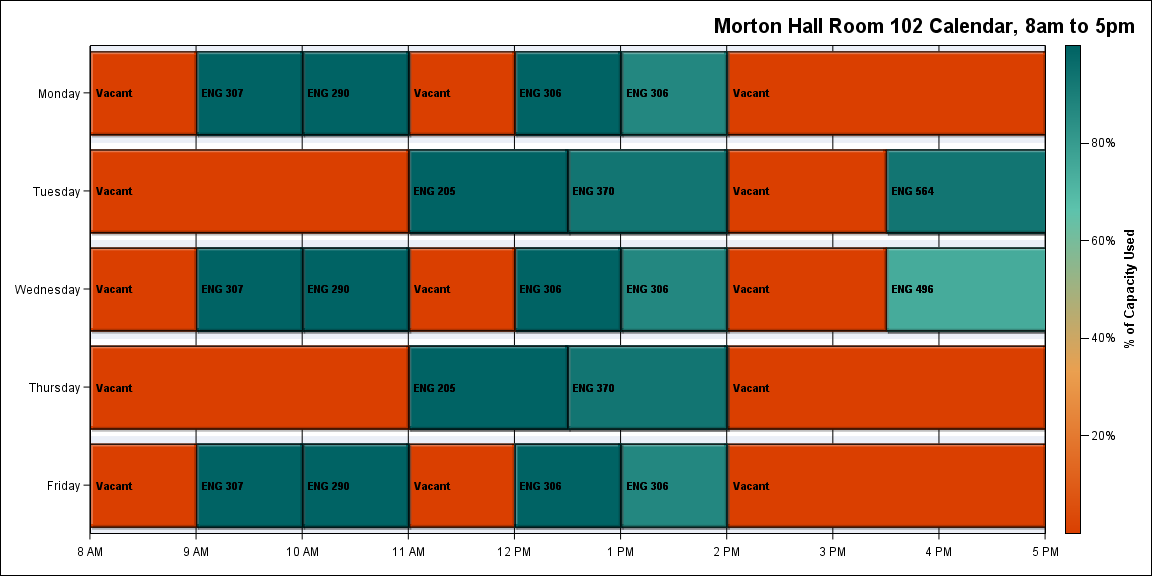 Morton Hall Room 102 Calendar, 8am to 5pm
Monday
Vacant
ENG 307
ENG 290
Vacant
ENG 306
ENG 306
Vacant
Tuesday
Vacant
ENG 205
ENG 370
Vacant
ENG 564
Wednesday
Vacant
ENG 307
ENG 290
Vacant
ENG 306
ENG 306
Vacant
ENG 496
Thursday
Vacant
ENG 205
ENG 370
Vacant
Friday
Vacant
ENG 307
ENG 290
Vacant
ENG 306
ENG 306
Vacant
8 AM
9 AM
10 AM
11 AM
12 PM
1 PM
2 PM
3 PM
4 PM
5 PM
80%
60%
40%
20%
% of Capacity Used